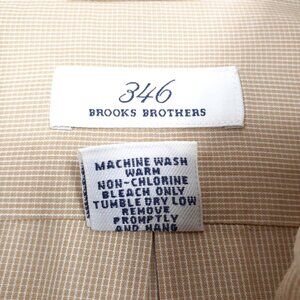 346
BROOKS BROTHERS
MACHINE WASH
WARM
NON-CHLORINE
BLEACH ONLY
TUMBLE DRY LOW
REMOVE
PROMPTLY
AND HANG